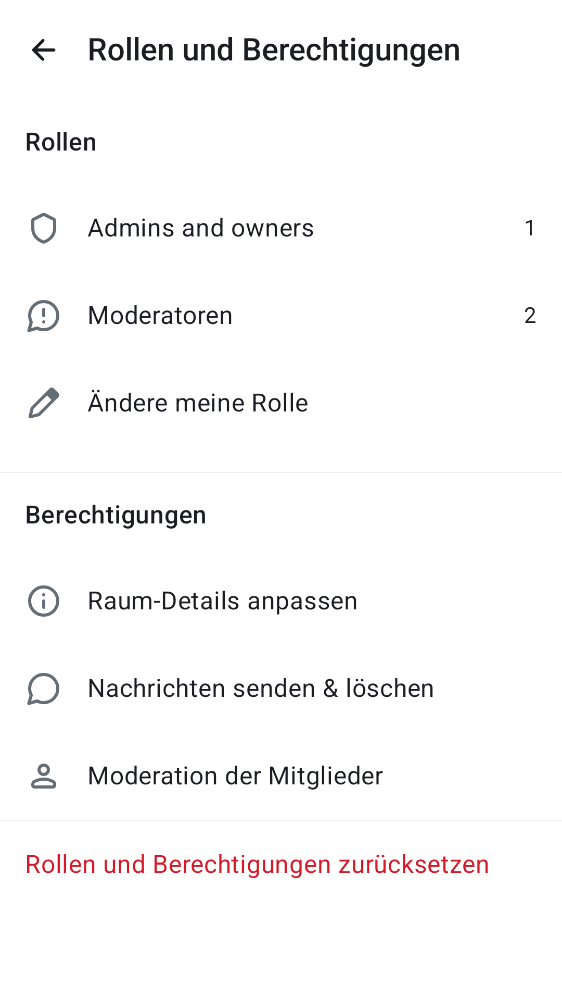 Rollen und Berechtigungen
Rollen
Admins and owners 1
Moderatoren 2
Ändere meine Rolle
Berechtigungen
Raum-Details anpassen
Nachrichten senden & löschen
Moderation der Mitglieder
Rollen und Berechtigungen zurücksetzen